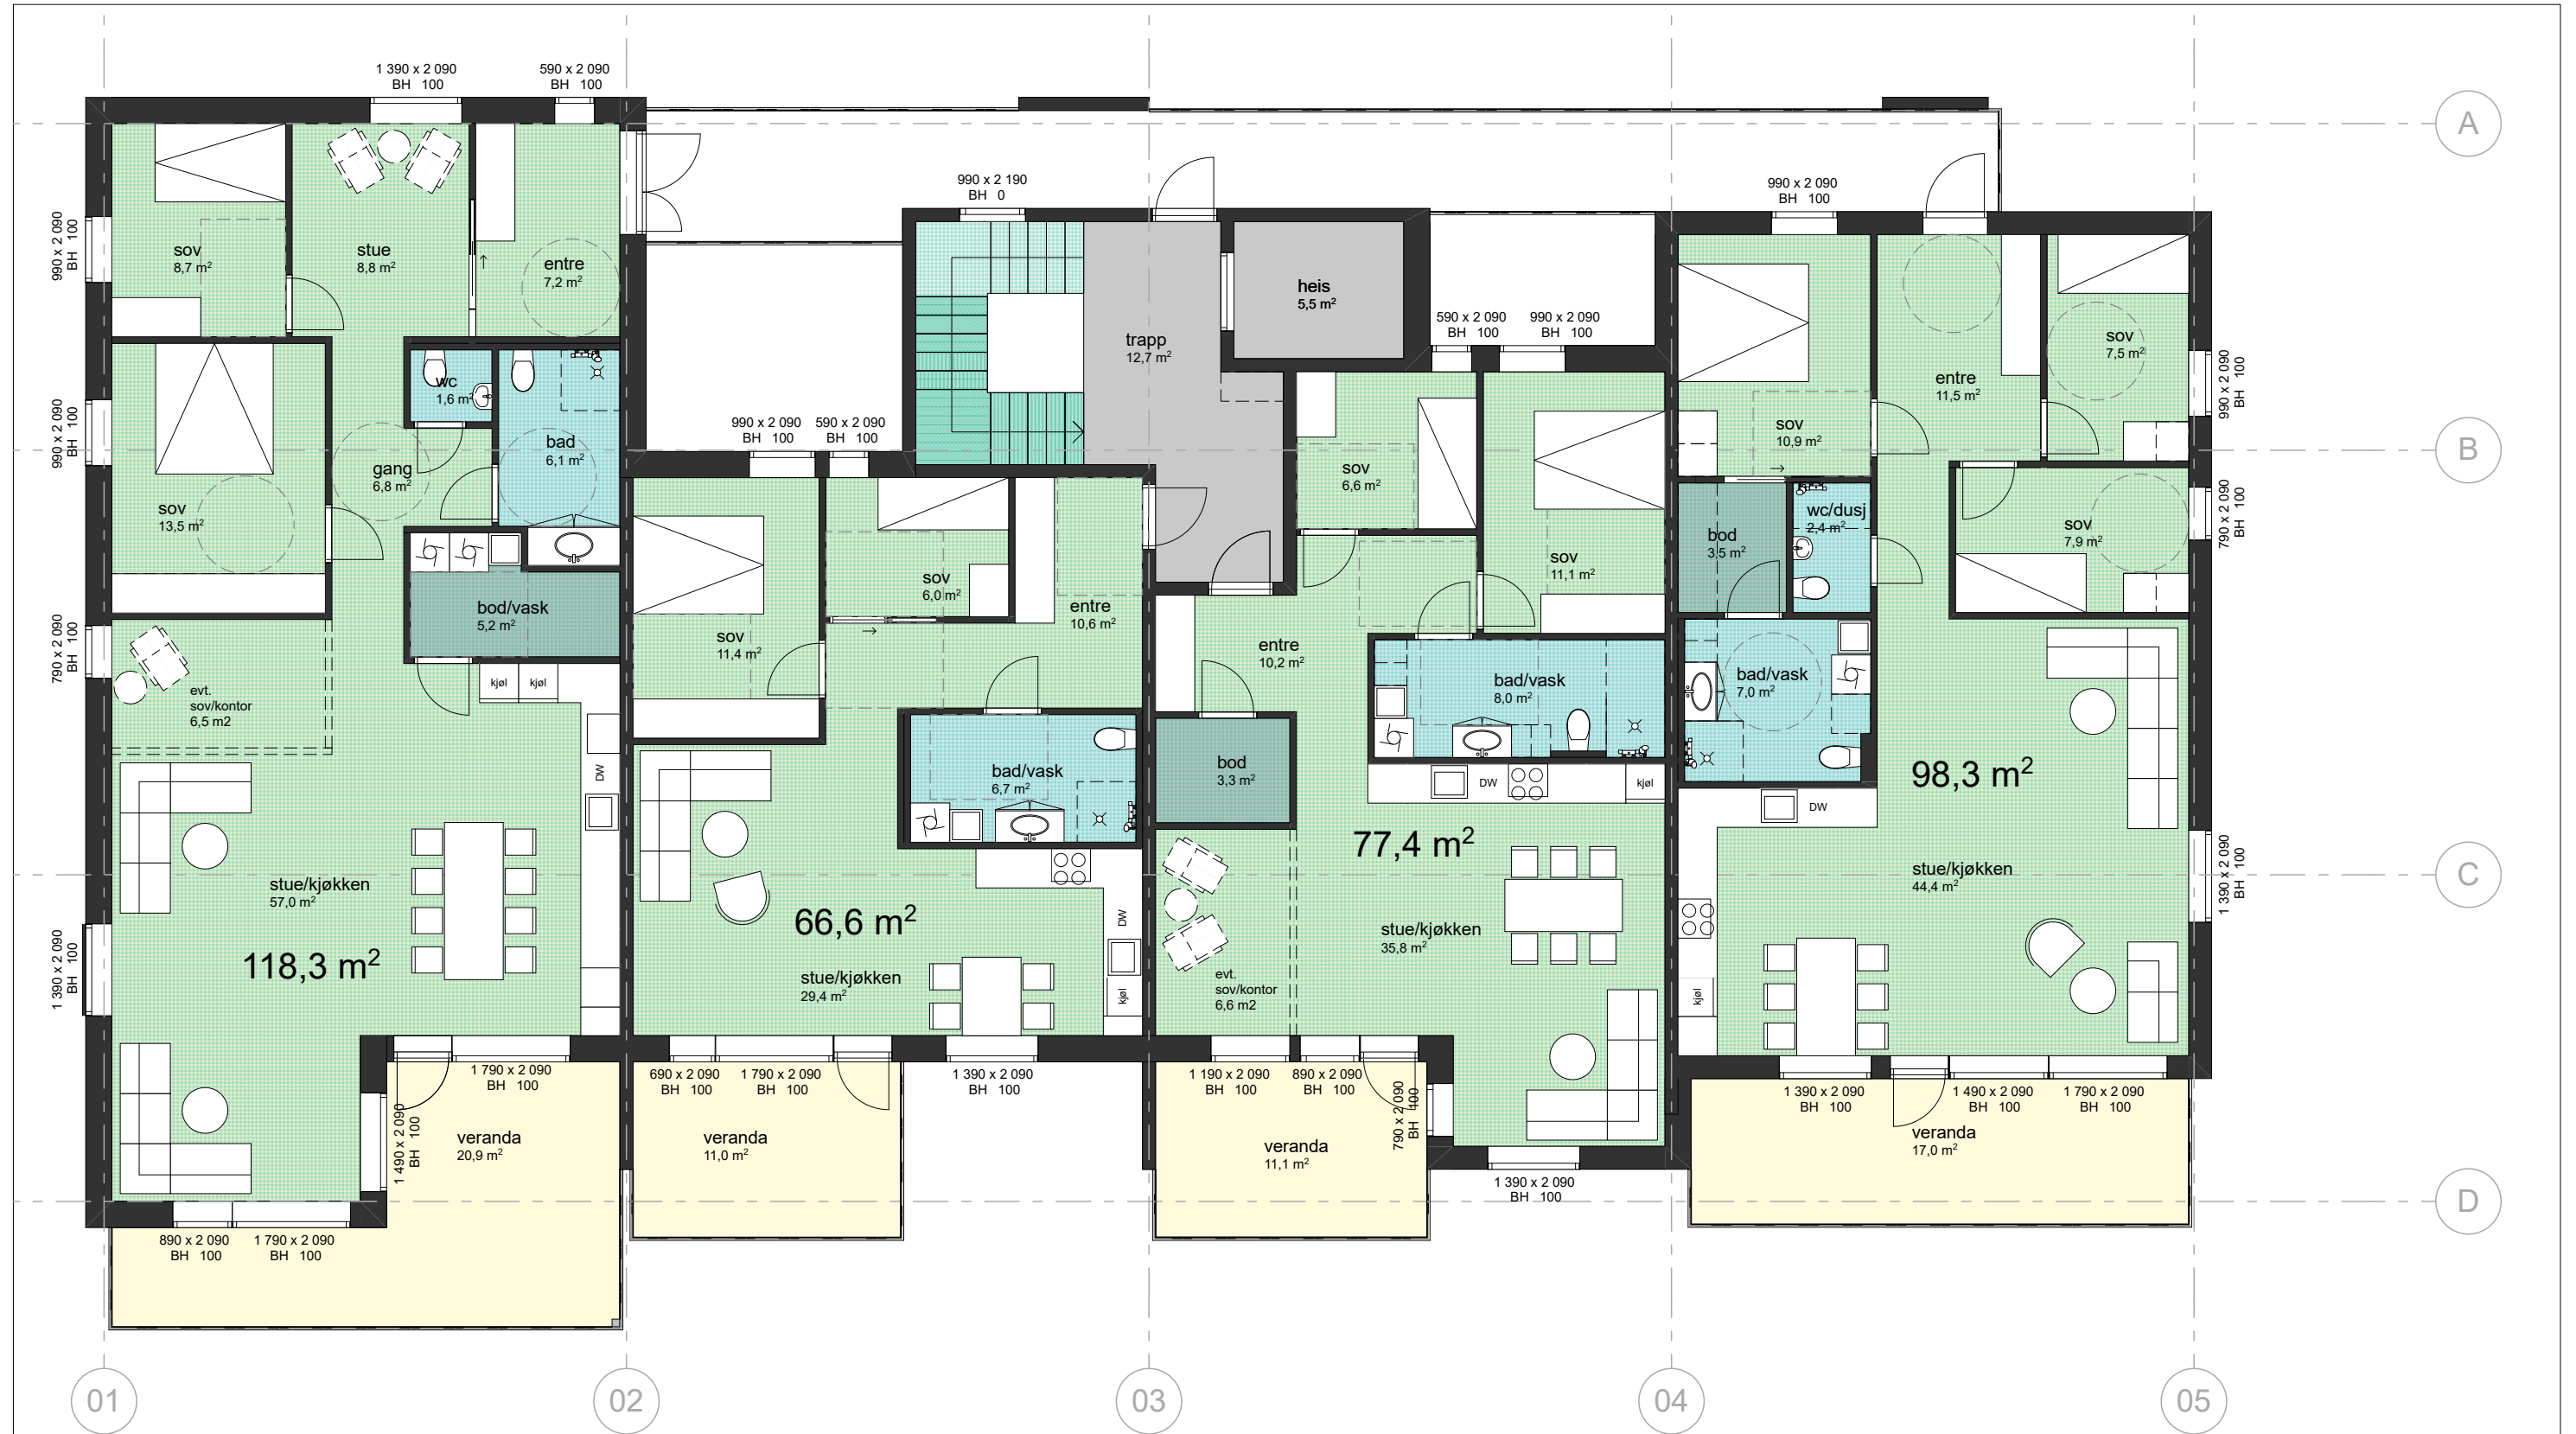 1 390 x 2 090
BH 100
590 x 2 090
BH 100
A
990 x 2 190
BH 0
990 x 2 090
BH 100
990 x 2 090
BH 100
sov
8,7 m²
stue
8,8 m²
entre
7,2 m²
heis
5,5 m²
trapp
12,7 m²
590 x 2 090
BH 100
990 x 2 090
BH 100
sov
7,5 m²
990 x 2 090
BH 100
entre
11,5 m²
wc
1,6 m²
990 x 2 090
BH 100
bad
6,1 m²
990 x 2 090
BH 100
590 x 2 090
BH 100
sov
10,9 m²
B
gang
6,8 m²
sov
6,6 m²
sov
13,5 m²
wc/dusj
2,4 m²
sov
7,9 m²
790 x 2 090
BH 100
bod
3,5 m²
sov
11,1 m²
sov
6,0 m²
bod/vask
5,2 m²
entre
10,6 m²
sov
11,4 m²
entre
10,2 m²
790 x 2 090
BH 100
evt.
sov/kontor
6,5 m2
kjøl
kjøl
bad/vask
8,0 m²
bad/vask
7,0 m²
DW
bad/vask
6,7 m²
bod
3,3 m²
DW
kjøl
98,3 m²
DW
77,4 m²
stue/kjøkken
57,0 m²
stue/kjøkken
44,4 m²
1 390 x 2 090
BH 100
C
66,6 m²
DW
stue/kjøkken
35,8 m²
118,3 m²
1 390 x 2 090
BH 100
stue/kjøkken
29,4 m²
kjøl
evt.
sov/kontor
6,6 m2
kjøl
1 790 x 2 090
BH 100
690 x 2 090
BH 100
1 790 x 2 090
BH 100
1 390 x 2 090
BH 100
1 190 x 2 090
BH 100
890 x 2 090
BH 100
790 x 2 090
BH 100
1 390 x 2 090
BH 100
1 490 x 2 090
BH 100
1 790 x 2 090
BH 100
1 490 x 2 090
BH 100
veranda
20,9 m²
veranda
11,0 m²
veranda
11,1 m²
veranda
17,0 m²
1 390 x 2 090
BH 100
D
890 x 2 090
BH 100
1 790 x 2 090
BH 100
01
02
03
04
05